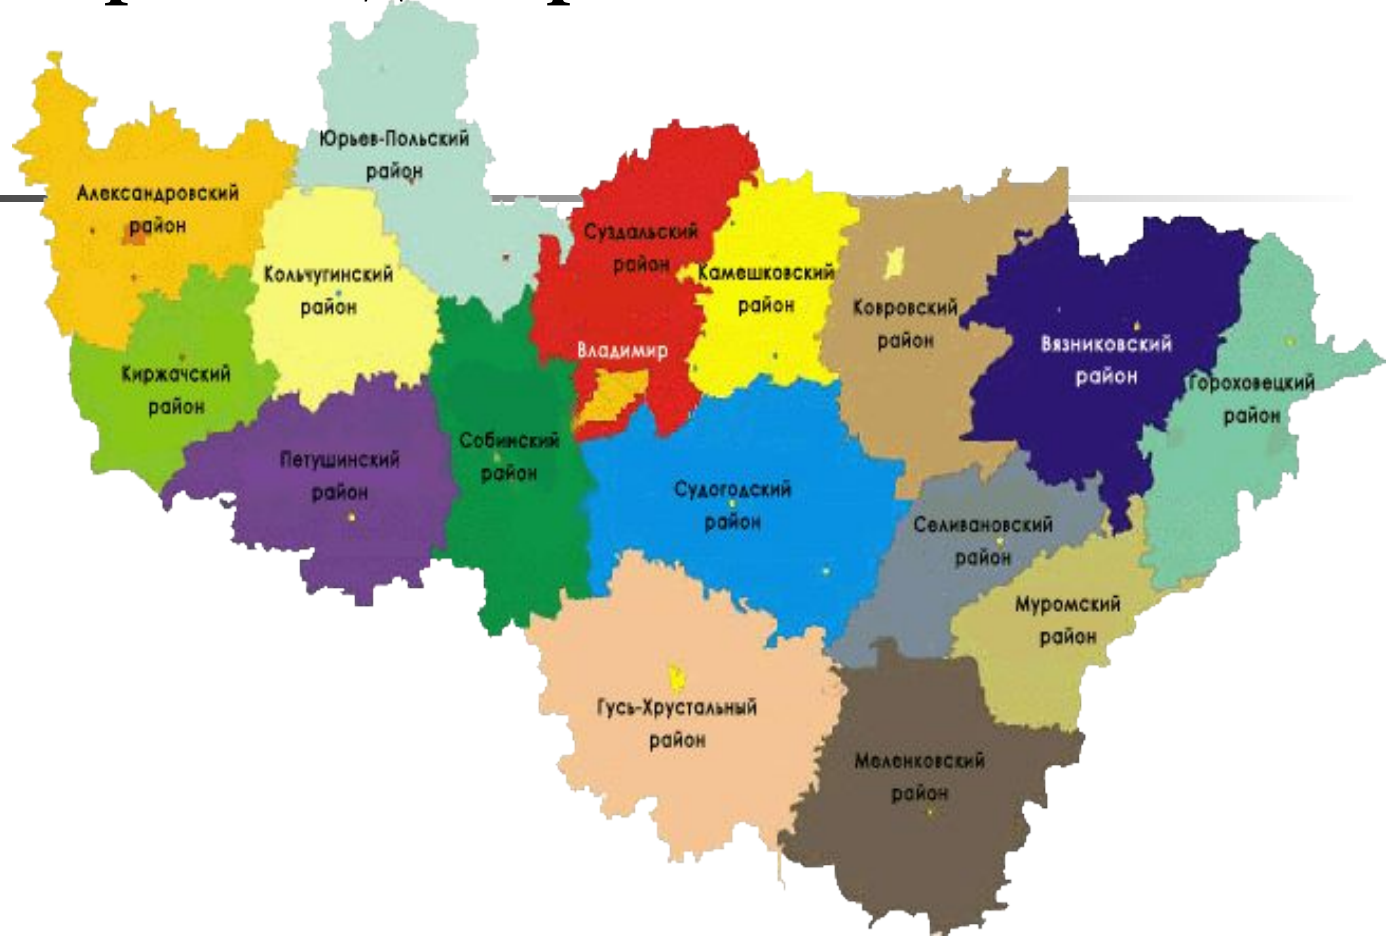 Юрьев-Польский
район
Александровский
район
Суздальский
район
Кольчугинский
район
Камешковский
район
Ковровский
район
Вязниковский
район
Владимир
Киржачский
район
Гороховецкий
район
Петушинский
район
Собинский
район
Судогодский
район
Селивановский
район
Муромский
район
Гусь-Хрустальный
район
Меленковский
район